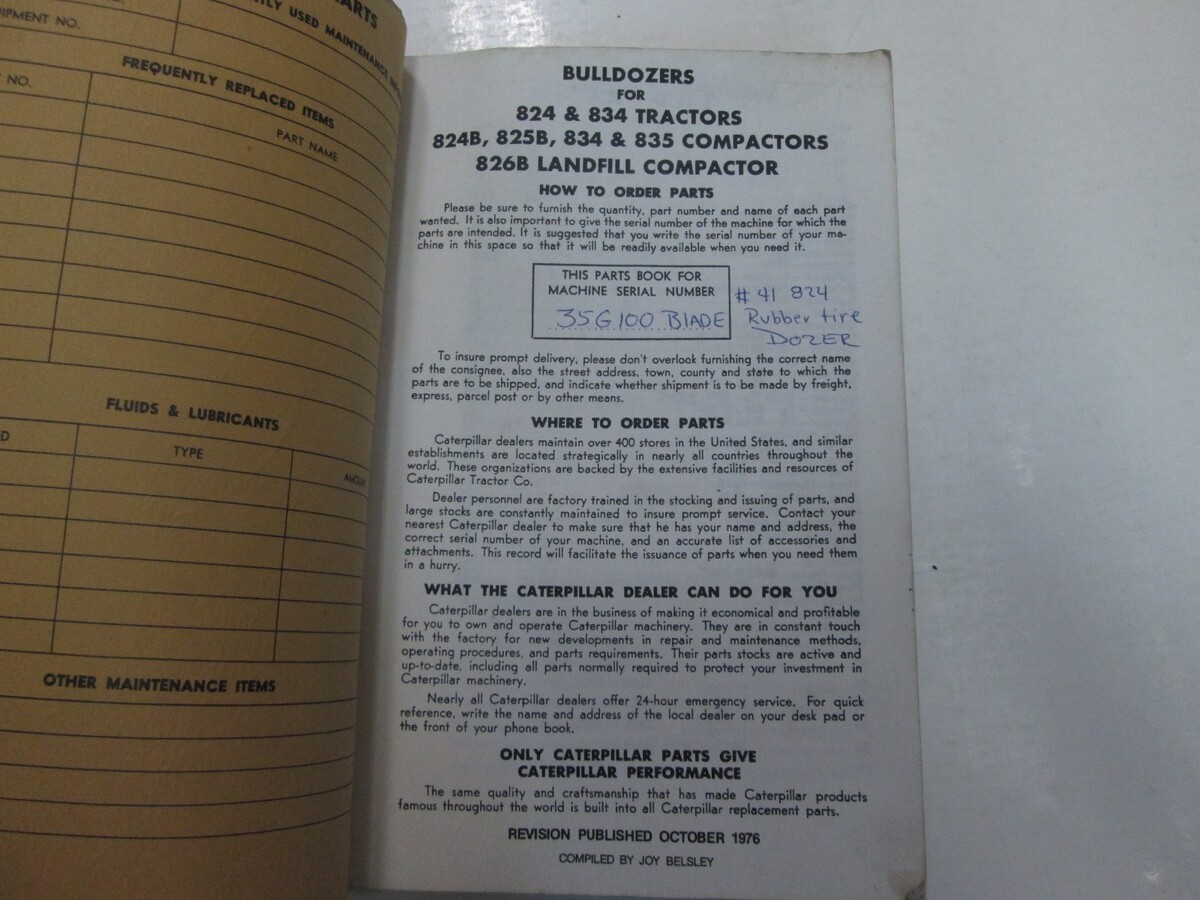 ARTS
IPMENT NO.
TLY USED MAINTENANCE
FREQUENTLY REPLACED ITEMS
NO.
PART NAME
FLUIDS & LUBRICANTS
TYPE
OTHER MAINTENANCE ITEMS
BULLDOZERS
FOR
824 & 834 TRACTORS
824B, 825B, 834 & 835 COMPACTORS
826B LANDFILL COMPACTOR
HOW TO ORDER PARTS
Please be sure to furnish the quantity, part number and name of each part
wanted. It is also important to give the serial number of the machine for which the
parts are intended. It is suggested that you write the serial number of your ma-
chine in this space so that it will be readily available when you need it.
THIS PARTS BOOK FOR
MACHINE SERIAL NUMBER
35G100 BlADE
# 41 824
Rubber tire
DOZER
To insure prompt delivery, please don't overlook furnishing the correct name
of the consignee, also the street address, town, county and state to which the
parts are to be shipped, and indicate whether shipment is to be made by freight,
express, parcel post or by other means.
WHERE TO ORDER PARTS
Caterpillar dealers maintain over 400 stores in the United States, and similar
establishments are located strategically in nearly all countries throughout the
world. These organizations are backed by the extensive facilities and resources of
Caterpillar Tractor Co.
Dealer personnel are factory trained in the stocking and issuing of parts, and
large stocks are constantly maintained to insure prompt service. Contact your
nearest Caterpillar dealer to make sure that he has your name and address, the
correct serial number of your machine, and an accurate list of accessories and
attachments. This record will facilitate the issuance of parts when you need them
in a hurry.
WHAT THE CATERPILLAR DEALER CAN DO FOR YOU
Caterpillar dealers are in the business of making it economical and profitable
for you to own and operate Caterpillar machinery. They are in constant touch
with the factory for new developments in repair and maintenance methods,
operating procedures, and parts requirements. Their parts stocks are active and
up-to-date, including all parts normally required to protect your investment in
Caterpillar machinery.
Nearly all Caterpillar dealers offer 24-hour emergency service. For quick
reference, write the name and address of the local dealer on your desk pad or
the front of your phone book.
ONLY CATERPILLAR PARTS GIVE
CATERPILLAR PERFORMANCE
The same quality and craftsmanship that has made Caterpillar products
famous throughout the world is built into all Caterpillar replacement parts.
REVISION PUBLISHED OCTOBER 1976
COMPILED BY JOY BELSLEY